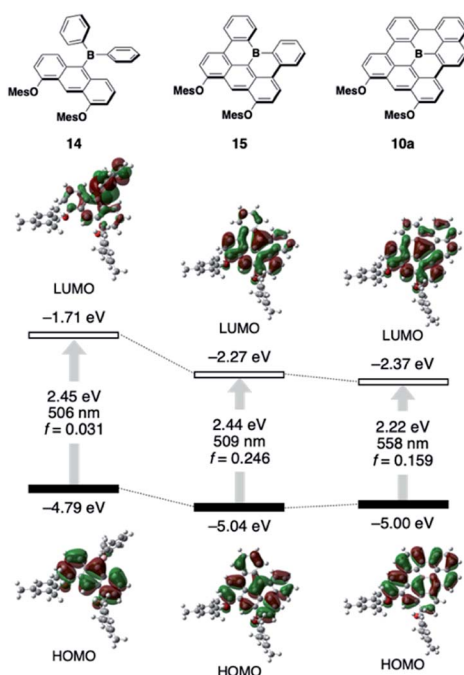 B
B
B
MesO
MesO
MesO
MesO
MesO
MesO
14
15
10a
LUMO
LUMO
LUMO
−1.71 eV
−2.27 eV
−2.37 eV
2.45 eV
506 nm
f = 0.031
2.44 eV
509 nm
f = 0.246
2.22 eV
558 nm
f = 0.159
−4.79 eV
−5.04 eV
−5.00 eV
HOMO
HOMO
HOMO